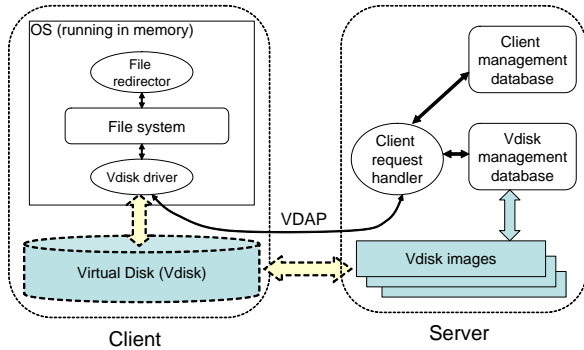 OS (running in memory)
File
redirector
File system
Vdisk driver
Virtual Disk (Vdisk)
Client
VDAP
Client
management
database
Client
request
handler
Vdisk
management
database
Vdisk images
Server